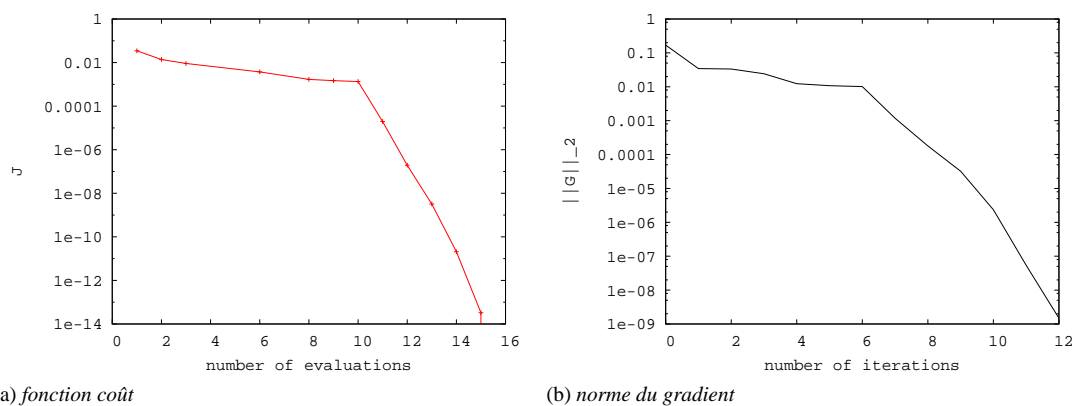 1
0.01
0.0001
1e-06
1e-08
1e-10
1e-12
1e-14
J
0 2 4 6 8 10 12 14 16
number of evaluations
1
0.1
0.01
0.001
0.0001
1e-05
1e-06
1e-07
1e-08
1e-09
||G||_2
0 2 4 6 8 10 12
number of iterations
a) fonction coût
(b) norme du gradient